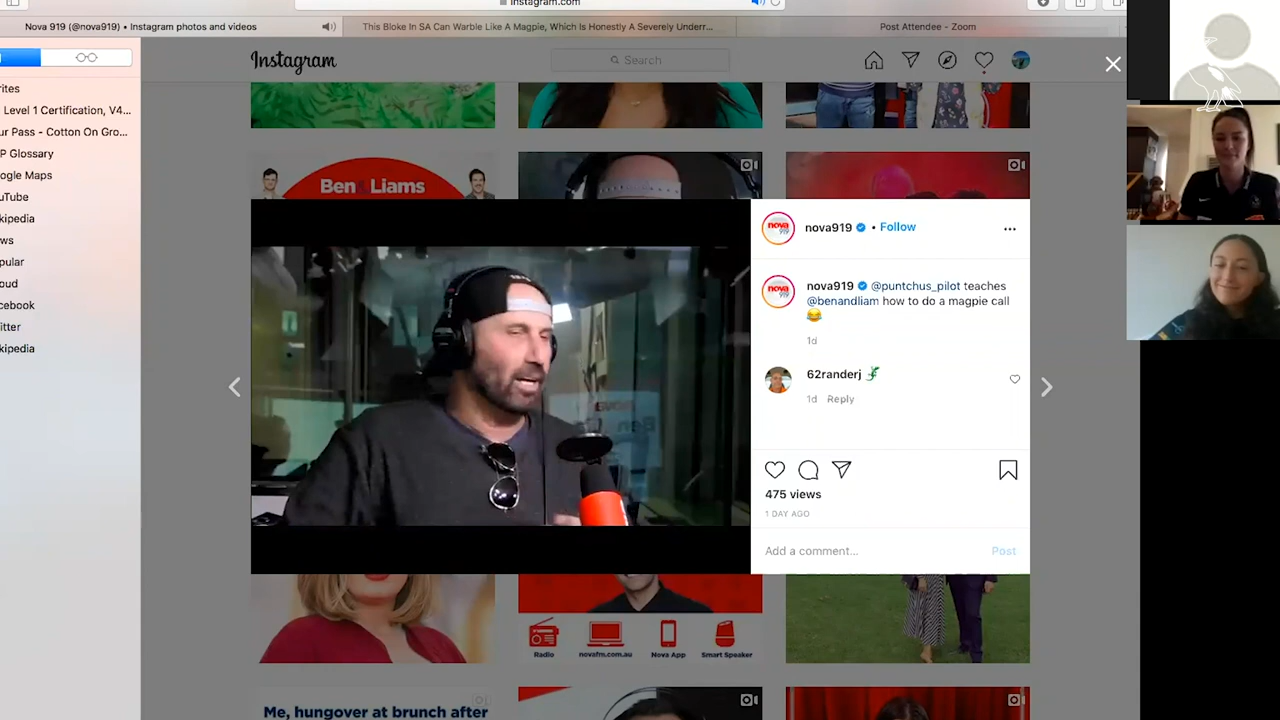 instagram.com
Nova 919 (@nova919) • Instagram photos and videos
This Bloke In SA Can Warble Like A Magpie, Which Is Honestly A Severely Underr...
Post Attendee - Zoom
Instagram
Search
rites
Level 1 Certification, V4...
ur Pass - Cotton On Gro...
P Glossary
ogle Maps
uTube
kipedia
ws
pular
oud
cebook
itter
kipedia
Ben & Liams
nova919 • Follow
nova919 @puntchus_pilot teaches
@benandliam how to do a magpie call
😂
1d
62randerj 🦎
1d Reply
475 views
1 DAY AGO
Add a comment... Post
Radio novafm.com.au Nova App Smart Speaker
Me, hungover at brunch after